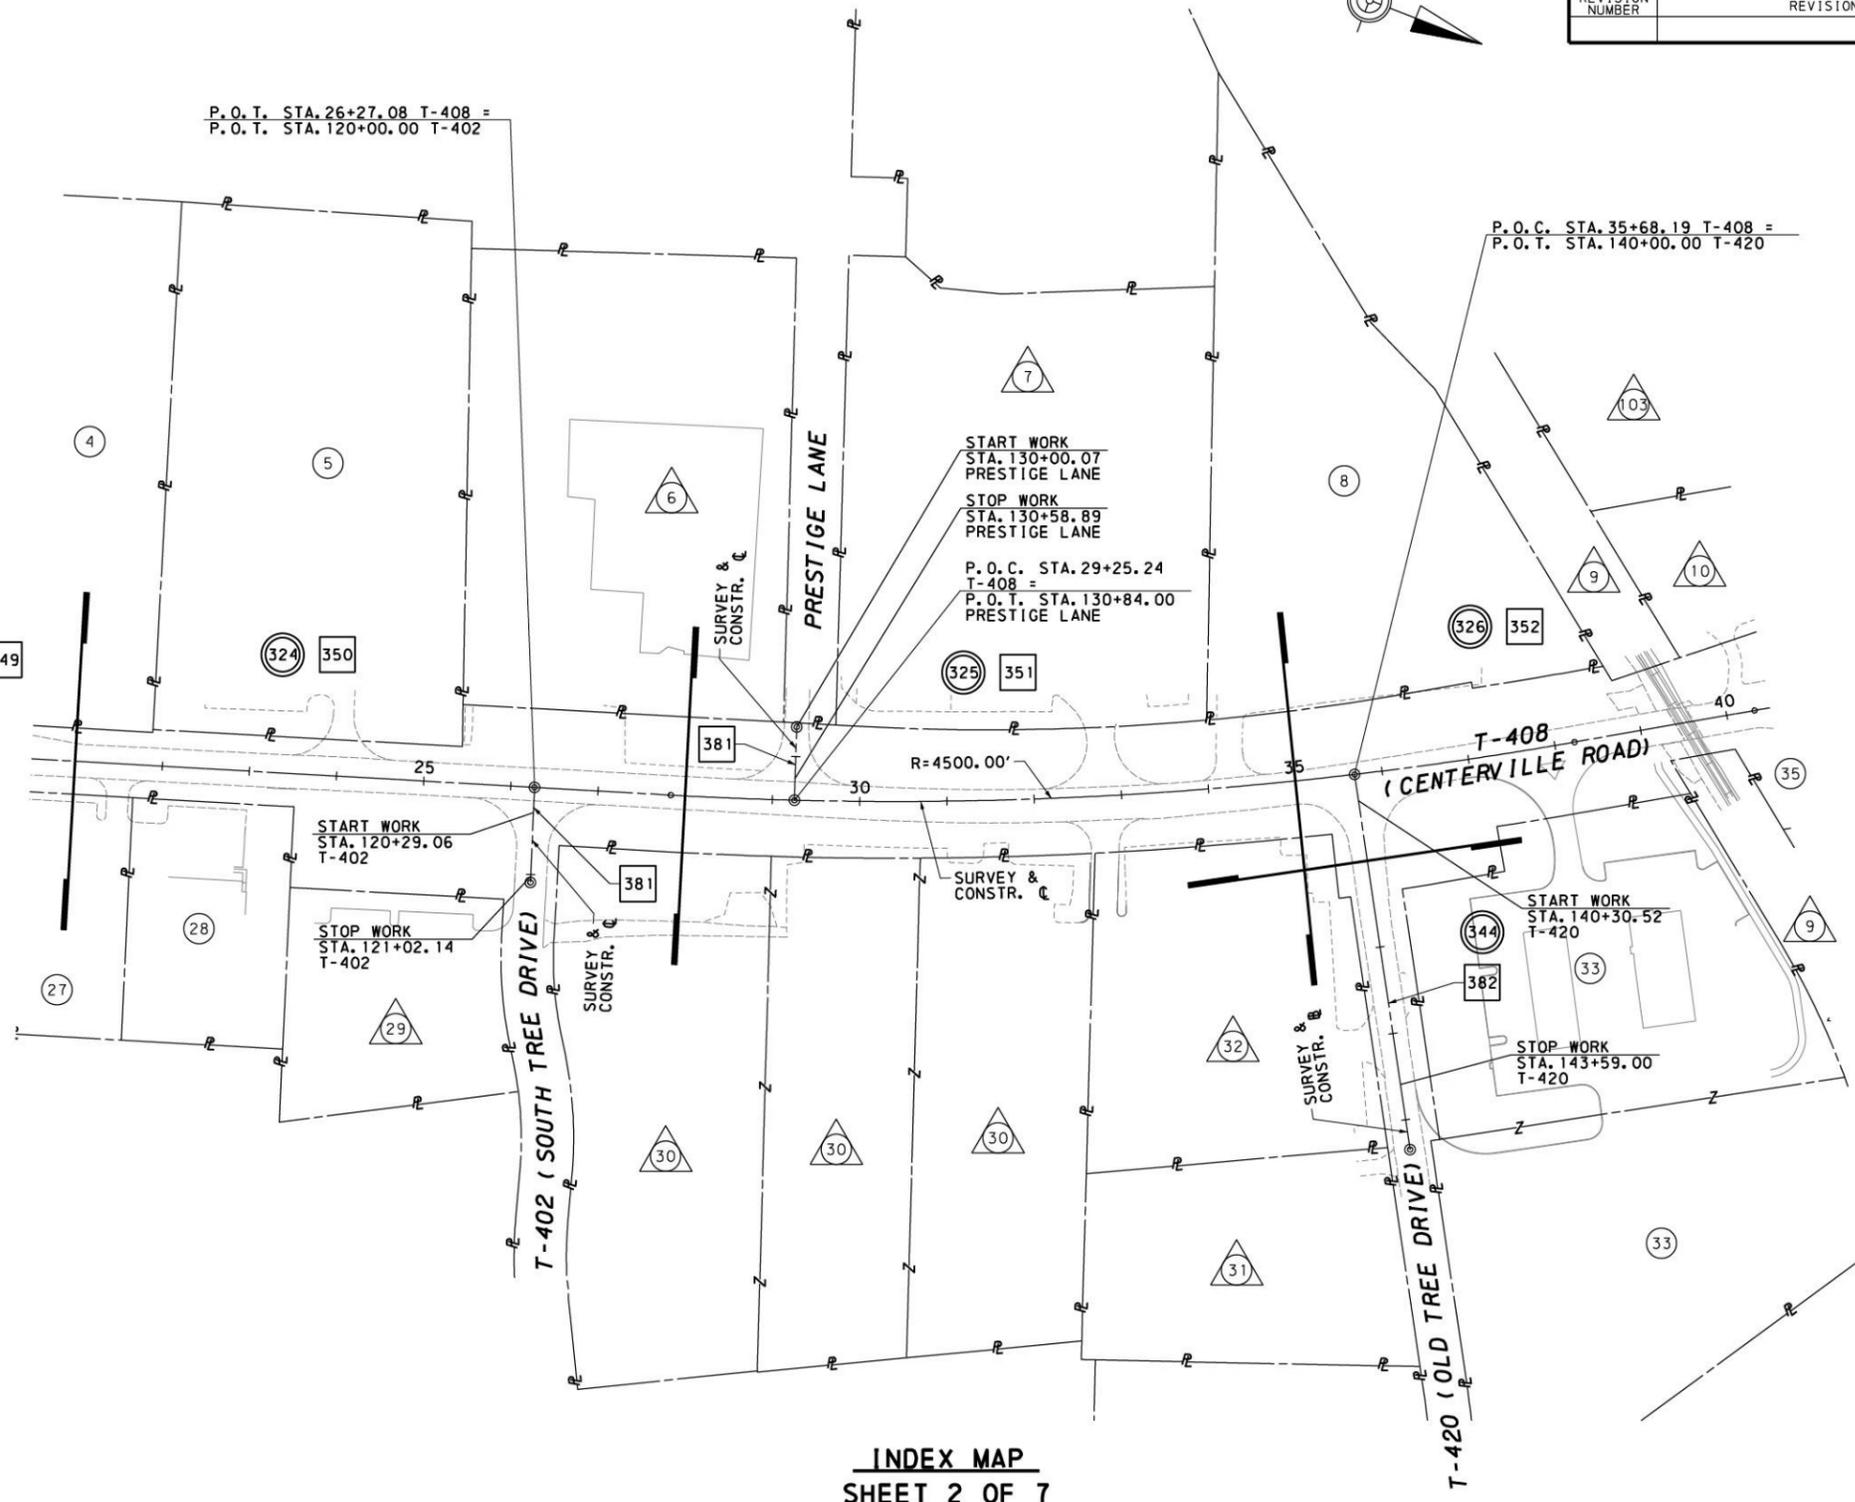 NUMBER
REVISION
P.O.T. STA.26+27.08 T-408 =
P.O.T. STA.120+00.00 T-402
P.O.C. STA.35+68.19 T-408 =
P.O.T. STA.140+00.00 T-420
4
5
6
7
8
103
9
10
START WORK
STA.130+00.07
PRESTIGE LANE
STOP WORK
STA.130+58.89
PRESTIGE LANE
P.O.C. STA.29+25.24
T-408 =
P.O.T. STA.130+84.00
PRESTIGE LANE
PRESTIGE LANE
SURVEY &
CONSTR. ℄
49
324
350
325
351
326
352
381
25
30
R=4500.00'
35
40
T-408
(CENTERVILLE ROAD)
35
START WORK
STA.120+29.06
T-402
381
SURVEY &
CONSTR. ℄
STOP WORK
STA.121+02.14
T-402
SURVEY &
CONSTR. ℄
START WORK
STA.140+30.52
T-420
344
382
33
9
28
27
29
T-402 (SOUTH TREE DRIVE)
30
30
30
32
SURVEY &
CONSTR.
STOP WORK
STA.143+59.00
T-420
31
33
T-420 (OLD TREE DRIVE)
INDEX MAP
SHEET 2 OF 7